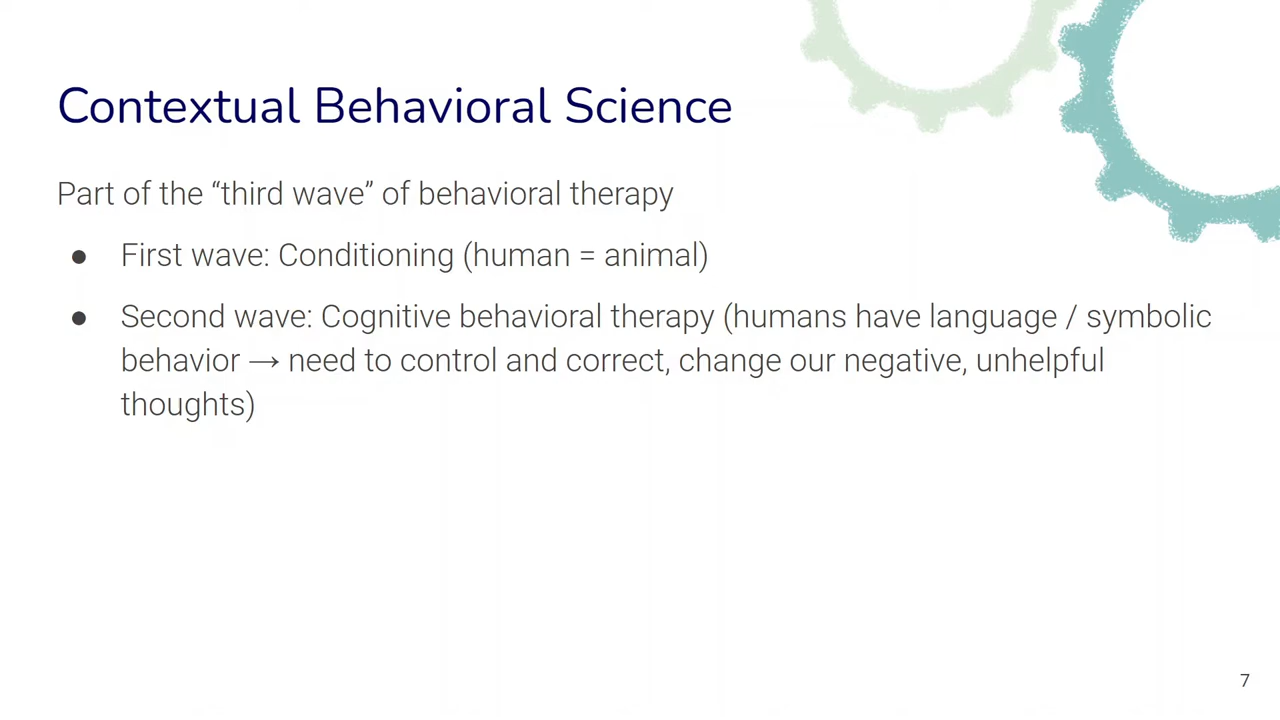 Contextual Behavioral Science
Part of the “third wave” of behavioral therapy
● First wave: Conditioning (human = animal)
● Second wave: Cognitive behavioral therapy (humans have language / symbolic
behavior → need to control and correct, change our negative, unhelpful
thoughts)
7